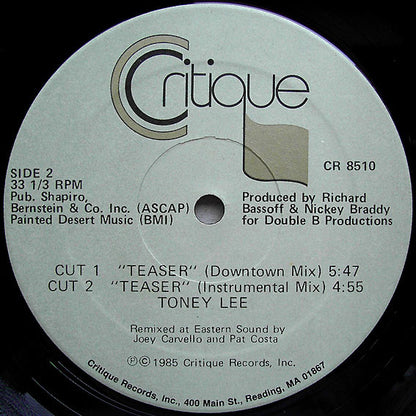 Critique
SIDE 2
33 1/3 RPM
Pub. Shapiro,
Bernstein & Co. Inc. (ASCAP)
Painted Desert Music (BMI)
CR 8510
Produced by Richard
Bassoff & Nickey Braddy
for Double B Productions
CUT 1 "TEASER" (Downtown Mix) 5:47
CUT 2 "TEASER" (Instrumental Mix) 4:55
TONEY LEE
Remixed at Eastern Sound by
Joey Carvello and Pat Costa
℗© 1985 Critique Records, Inc.
Critique Records, Inc., 400 Main St., Reading, MA 01867